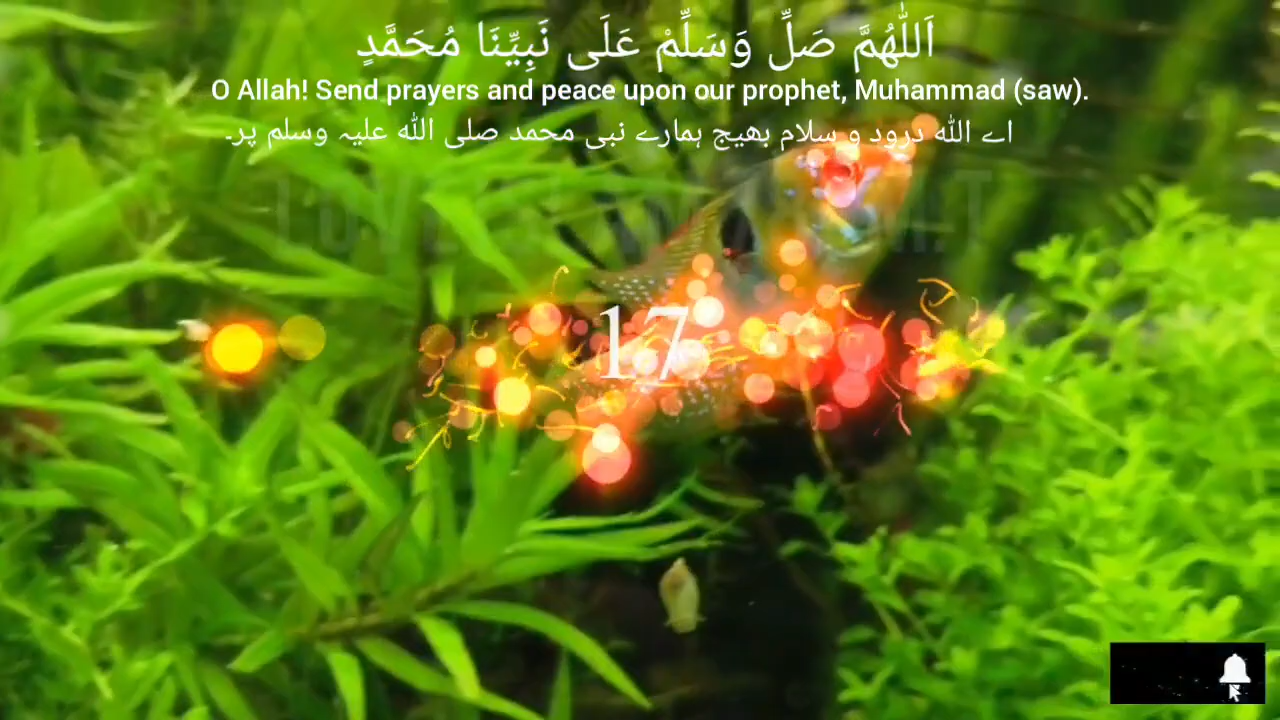 اَللّٰهُمَّ صَلِّ وَسَلِّمْ عَلَى نَبِيِّنَا مُحَمَّدٍ
O Allah! Send prayers and peace upon our prophet, Muhammad (saw).
اے اللہ درود و سلام بھیج ہمارے نبی محمد صلی اللہ علیہ وسلم پر۔
17